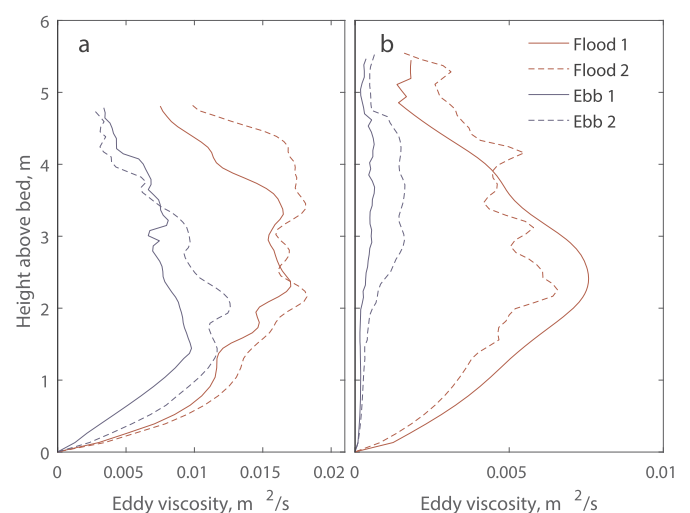 a
b
Flood 1
Flood 2
Ebb 1
Ebb 2
Height above bed, m
6
5
4
3
2
1
0
0 0.005 0.01 0.015 0.02
0 0.005 0.01
Eddy viscosity, m 2/s
Eddy viscosity, m 2/s